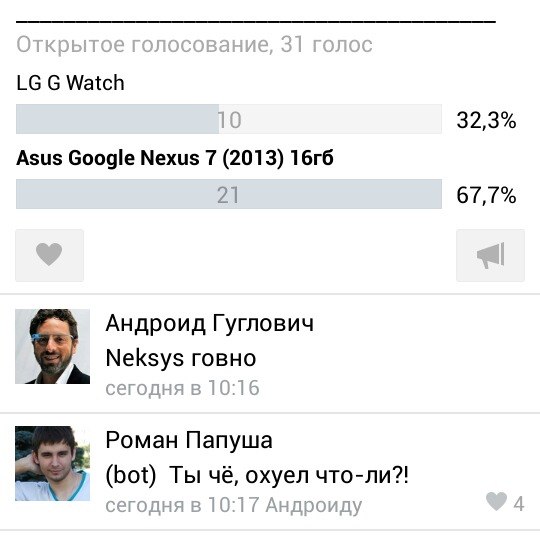 Открытое голосование, 31 голос
LG G Watch
10
32,3%
Asus Google Nexus 7 (2013) 16гб
21
67,7%
Андроид Гуглович
Neksys говно
сегодня в 10:16
Роман Папуша
(bot) Ты чё, охуел что-ли?!
сегодня в 10:17 Андроиду
4